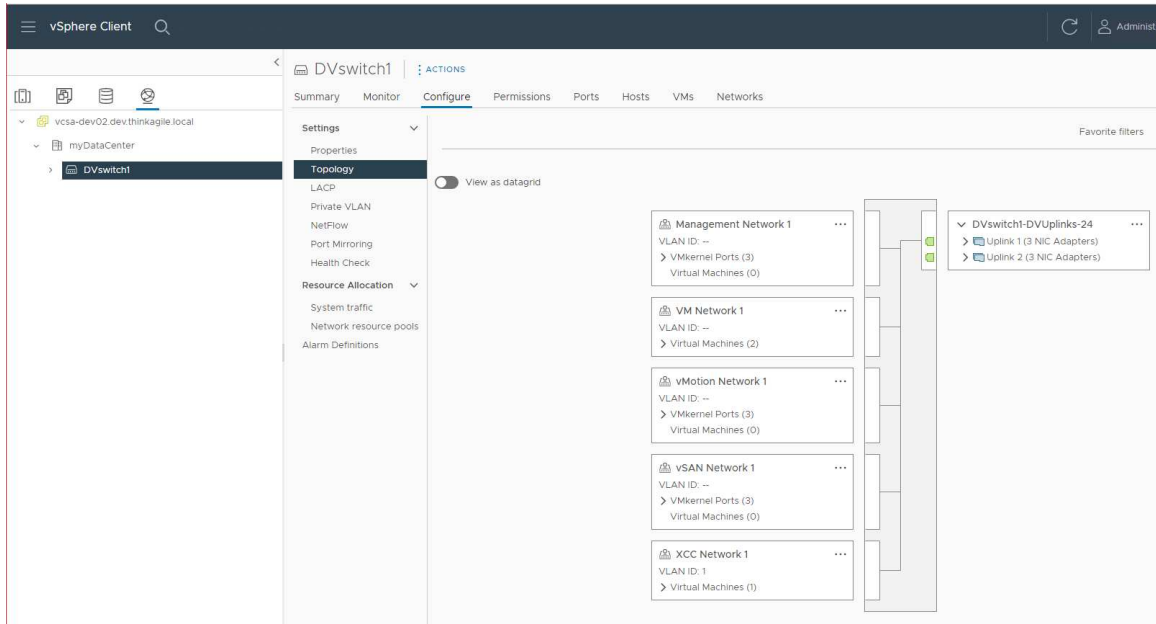 vSphere Client
Administ
DVswitch1
ACTIONS
Summary Monitor Configure Permissions Ports Hosts VMs Networks
vcsa-dev02.dev.thinkagile.local
myDataCenter
DVswitch1
Settings
Properties
Topology
LACP
Private VLAN
NetFlow
Port Mirroring
Health Check
Resource Allocation
System traffic
Network resource pools
Alarm Definitions
Favorite filters
View as datagrid
Management Network 1 ...
VLAN ID: --
VMkernel Ports (3)
Virtual Machines (0)
VM Network 1 ...
VLAN ID: --
Virtual Machines (2)
vMotion Network 1 ...
VLAN ID: --
VMkernel Ports (3)
Virtual Machines (0)
vSAN Network 1 ...
VLAN ID: --
VMkernel Ports (3)
Virtual Machines (0)
XCC Network 1 ...
VLAN ID: 1
Virtual Machines (1)
DVswitch1-DVUplinks-24 ...
Uplink 1 (3 NIC Adapters)
Uplink 2 (3 NIC Adapters)